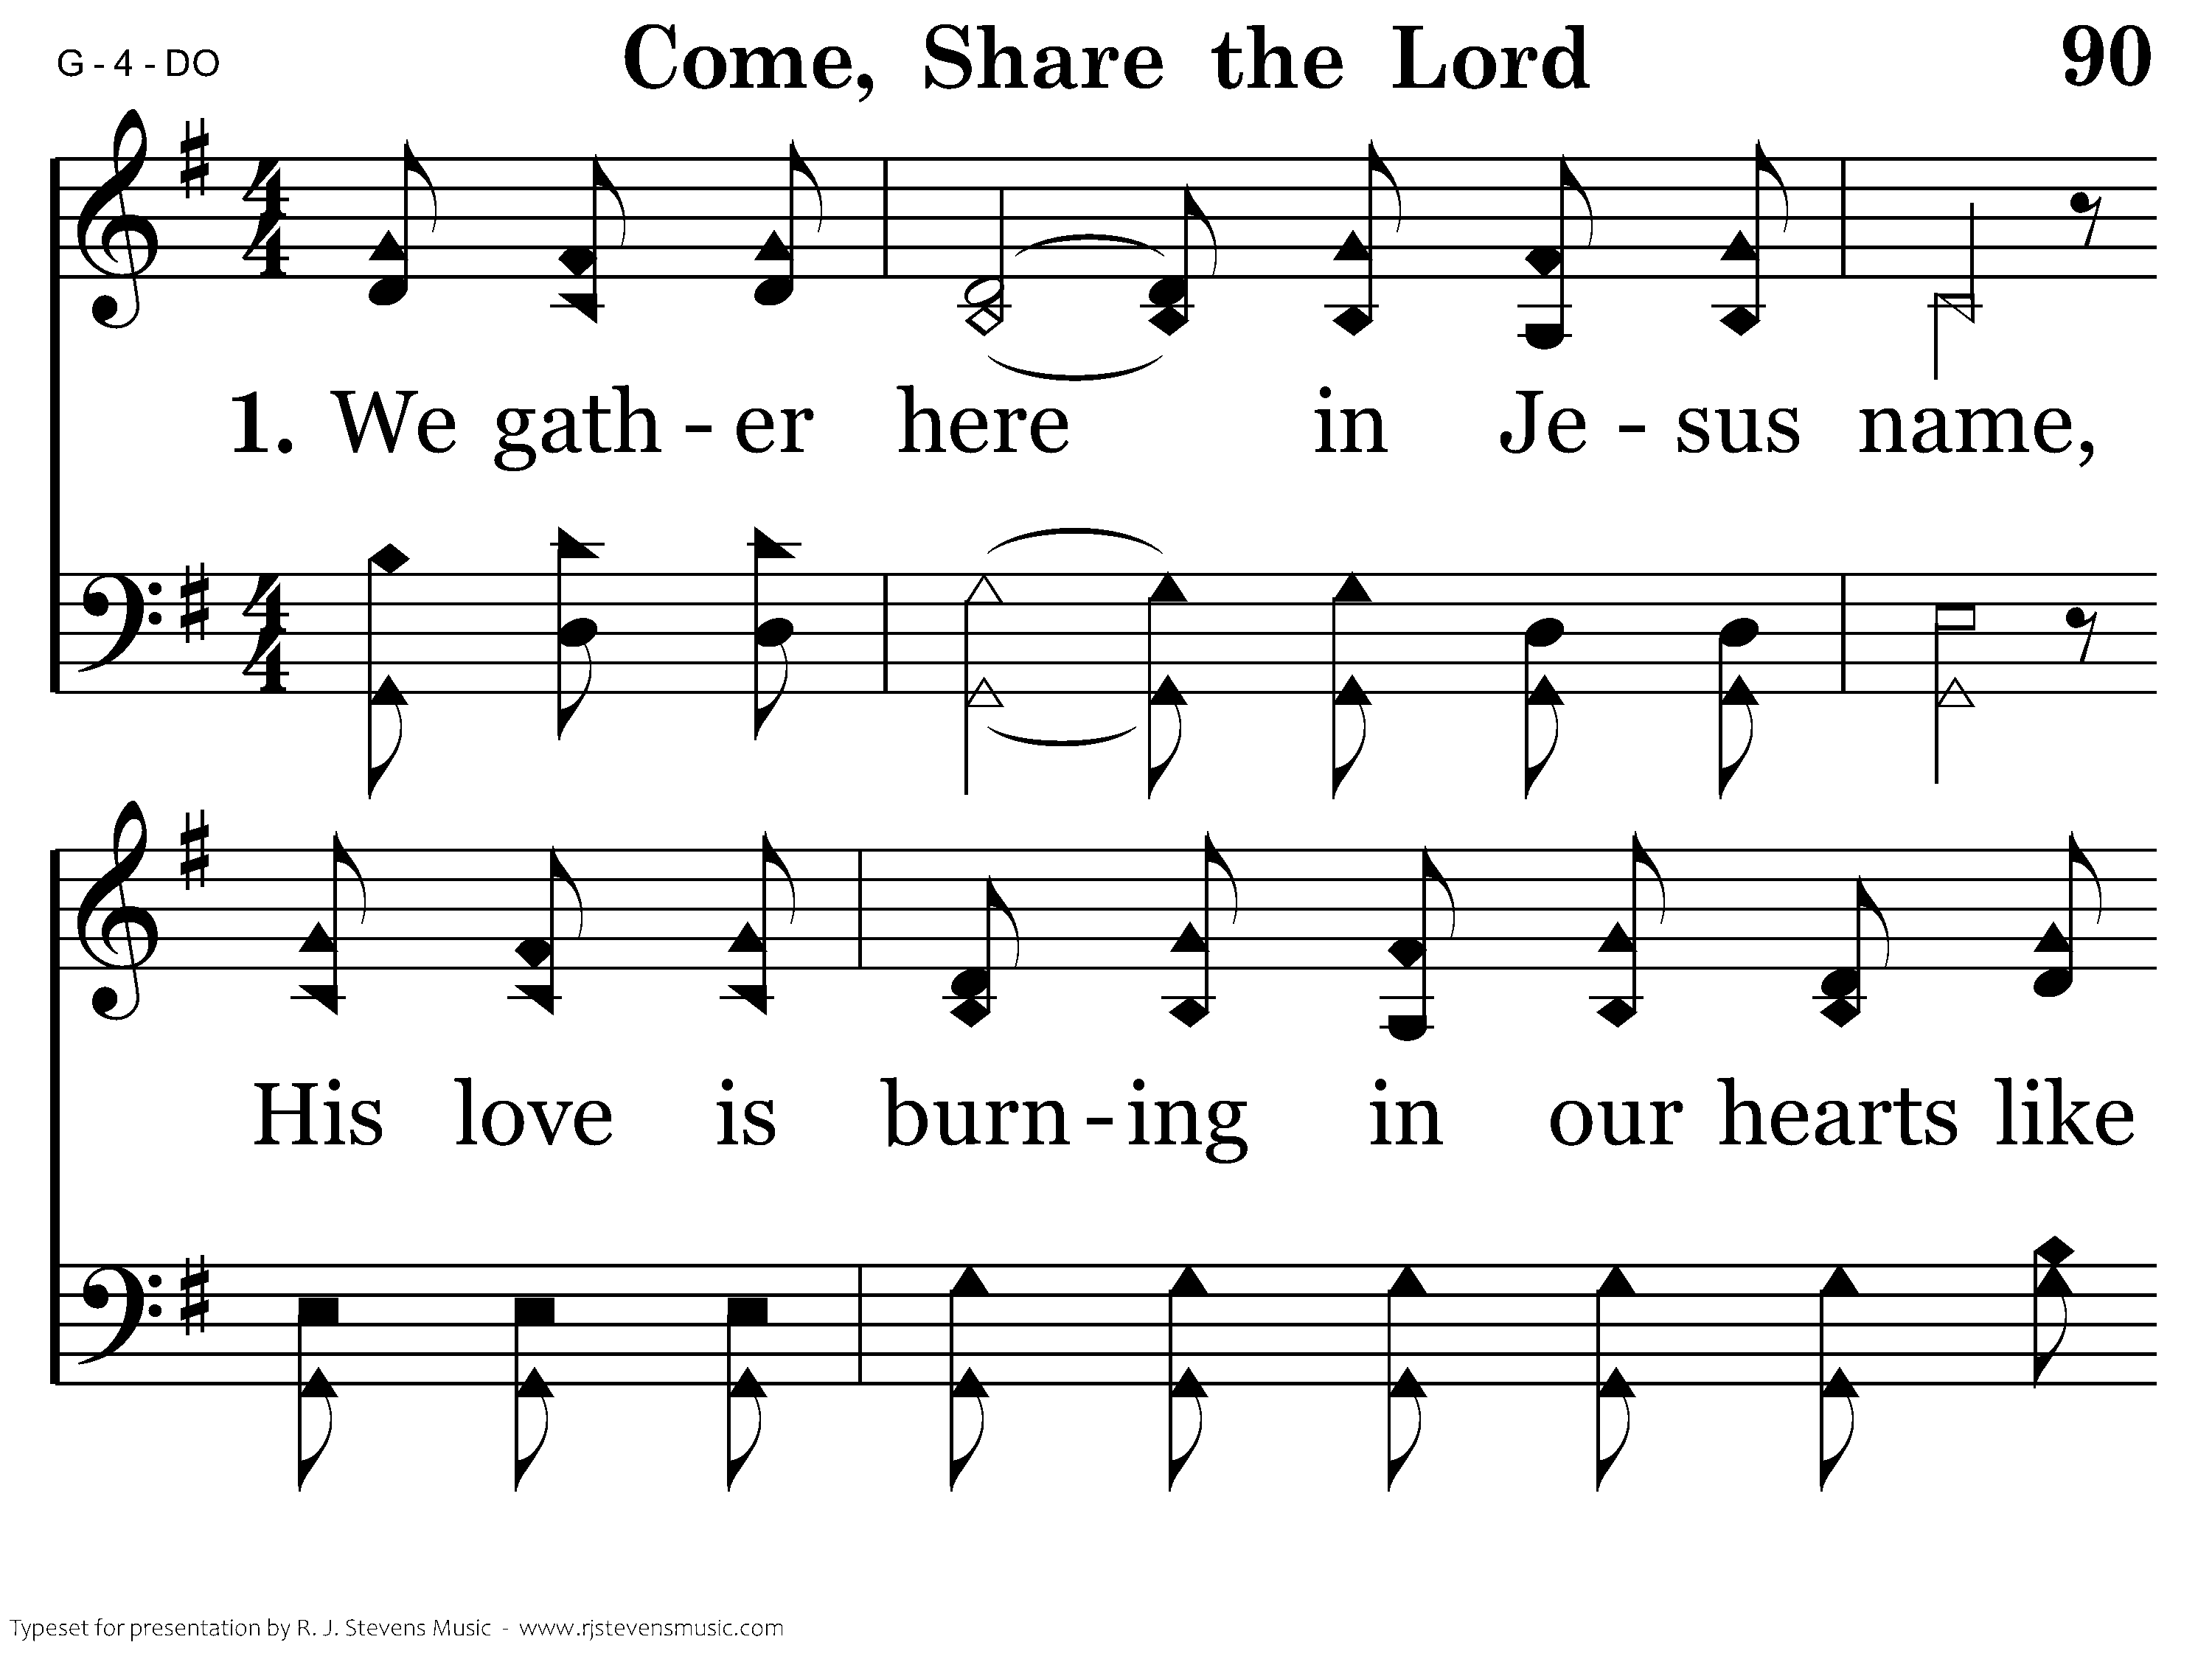 G - 4 - DO Come, Share the Lord 90
1. We gath - er here in Je - sus name,
His love is burn - ing in our hearts like
Typeset for presentation by R. J. Stevens Music - www.rjstevensmusic.com